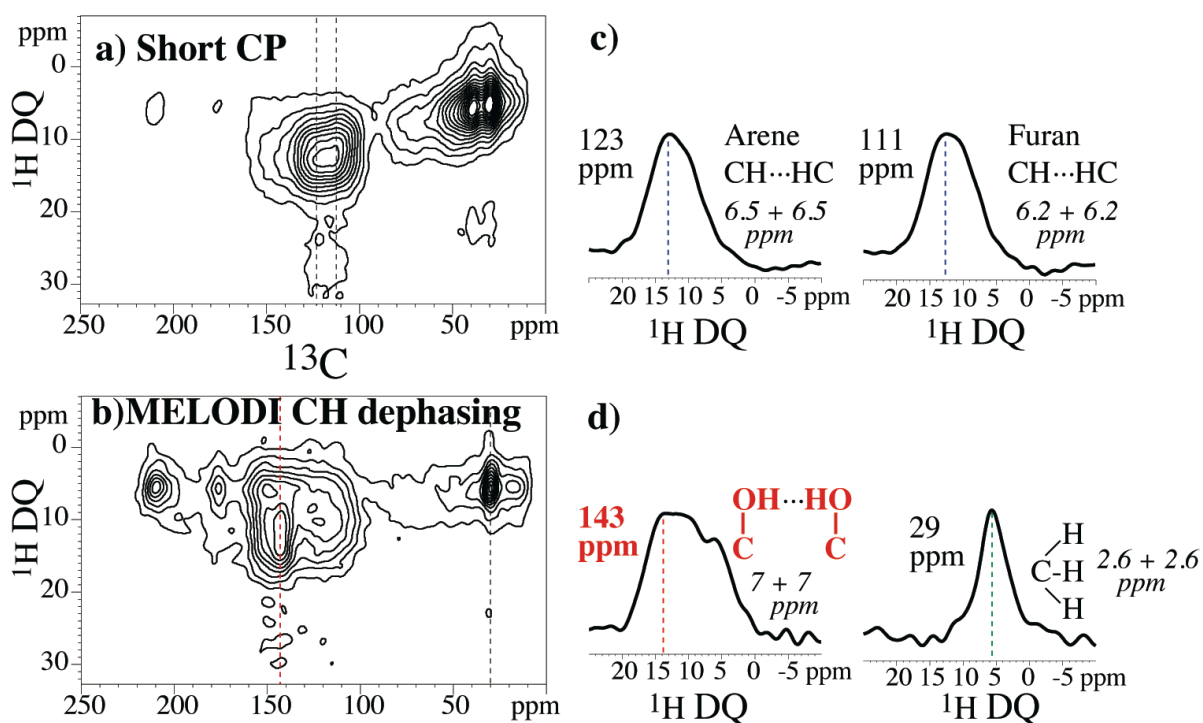 a) Short CP
ppm
0
10
20
30
¹H DQ
250 200 150 100 50 ppm
¹³C
b)MELODI CH dephasing
ppm
0
10
20
30
¹H DQ
250 200 150 100 50 ppm
c)
123
ppm
Arene
CH···HC
6.5 + 6.5
ppm
20 15 10 5 0 -5 ppm
¹H DQ
111
ppm
Furan
CH···HC
6.2 + 6.2
ppm
20 15 10 5 0 -5 ppm
¹H DQ
d)
143
ppm
OH···HO
C C
7 + 7
ppm
20 15 10 5 0 -5 ppm
¹H DQ
29
ppm
H
C-H
H
2.6 + 2.6
ppm
20 15 10 5 0 -5 ppm
¹H DQ